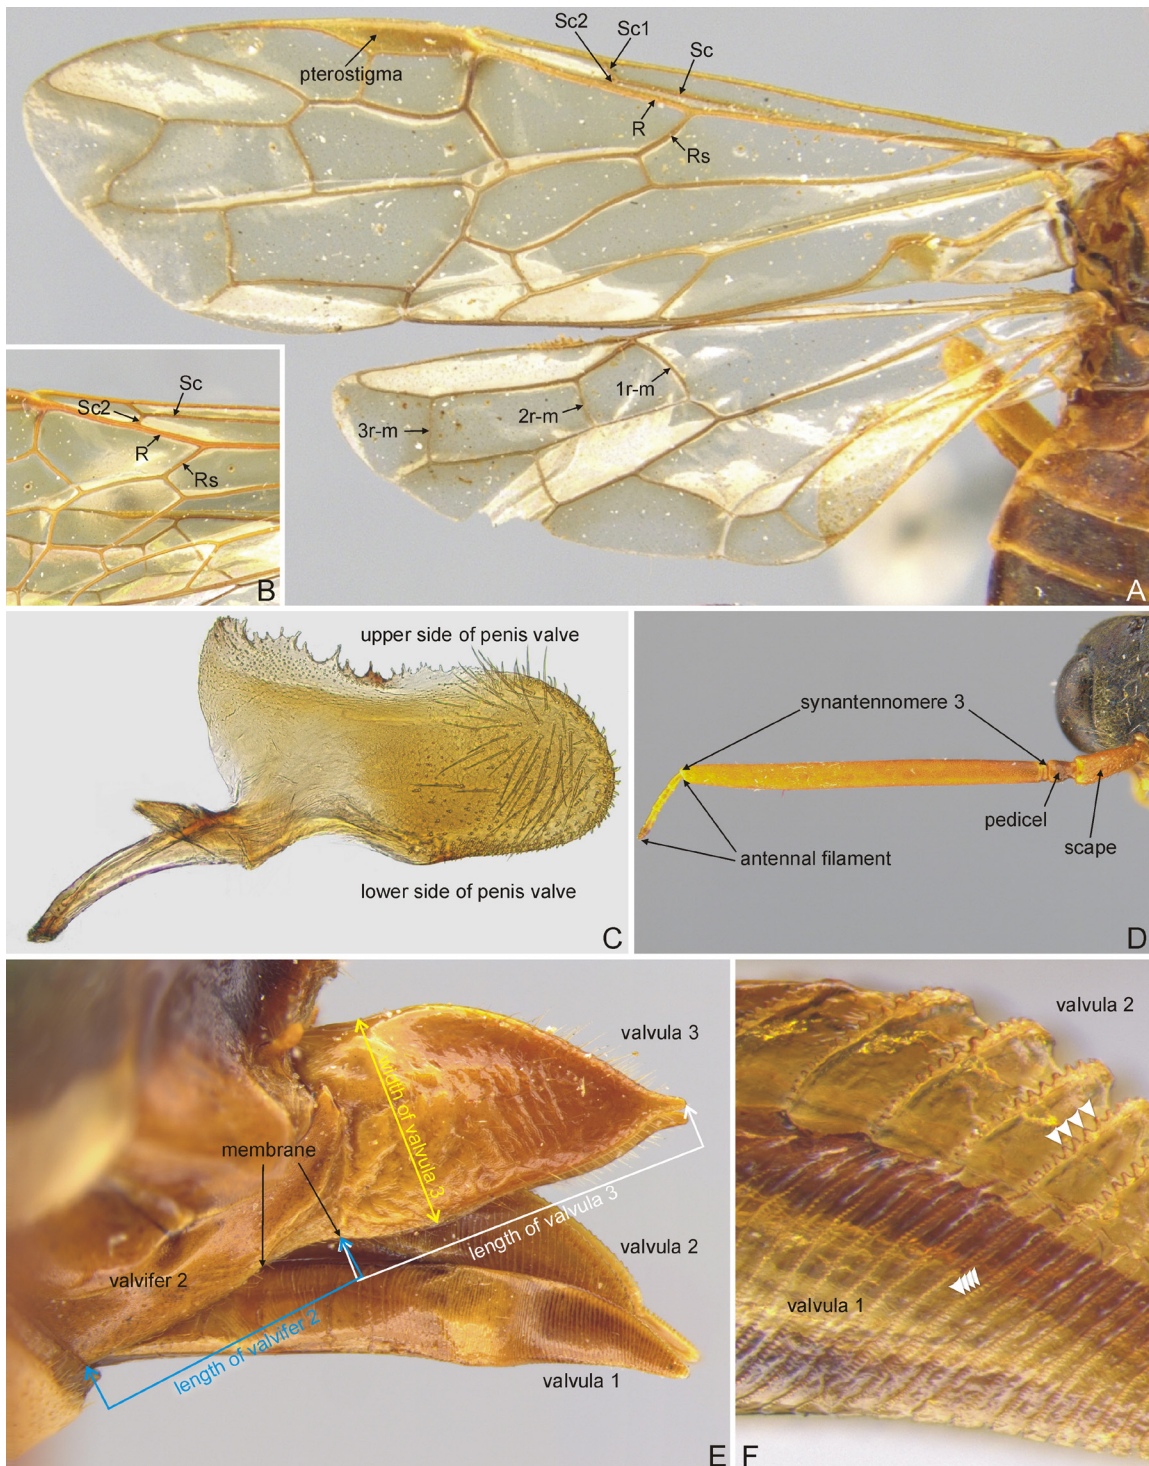 Sc2
Sc1
Sc
pterostigma
R
Rs
1r-m
2r-m
3r-m
A
Sc
Sc2
R
Rs
B
upper side of penis valve
lower side of penis valve
C
synantennomere 3
pedicel
scape
antennal filament
D
valvula 3
width of valvula 3
membrane
length of valvula 3
valvula 2
valvifer 2
length of valvifer 2
valvula 1
E
valvula 2
valvula 1
F